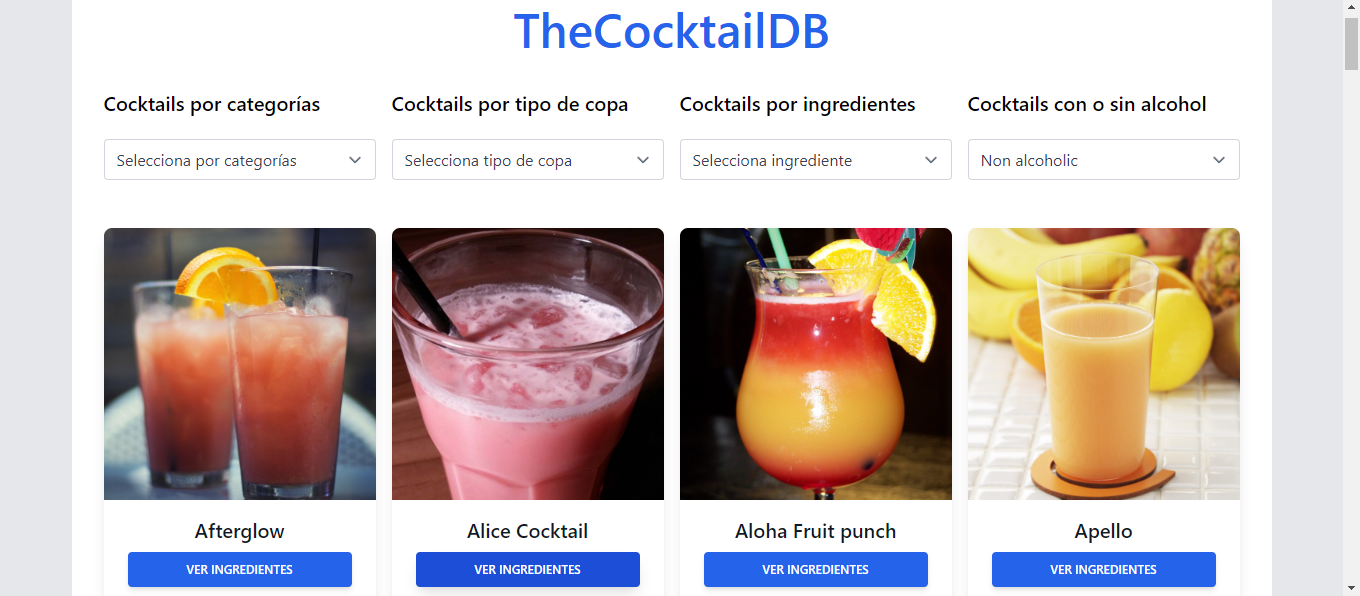 TheCocktailDB
Cocktails por categorías
Cocktails por tipo de copa
Cocktails por ingredientes
Cocktails con o sin alcohol
Selecciona por categorías
Selecciona tipo de copa
Selecciona ingrediente
Non alcoholic
Afterglow
Alice Cocktail
Aloha Fruit punch
Apello
VER INGREDIENTES
VER INGREDIENTES
VER INGREDIENTES
VER INGREDIENTES